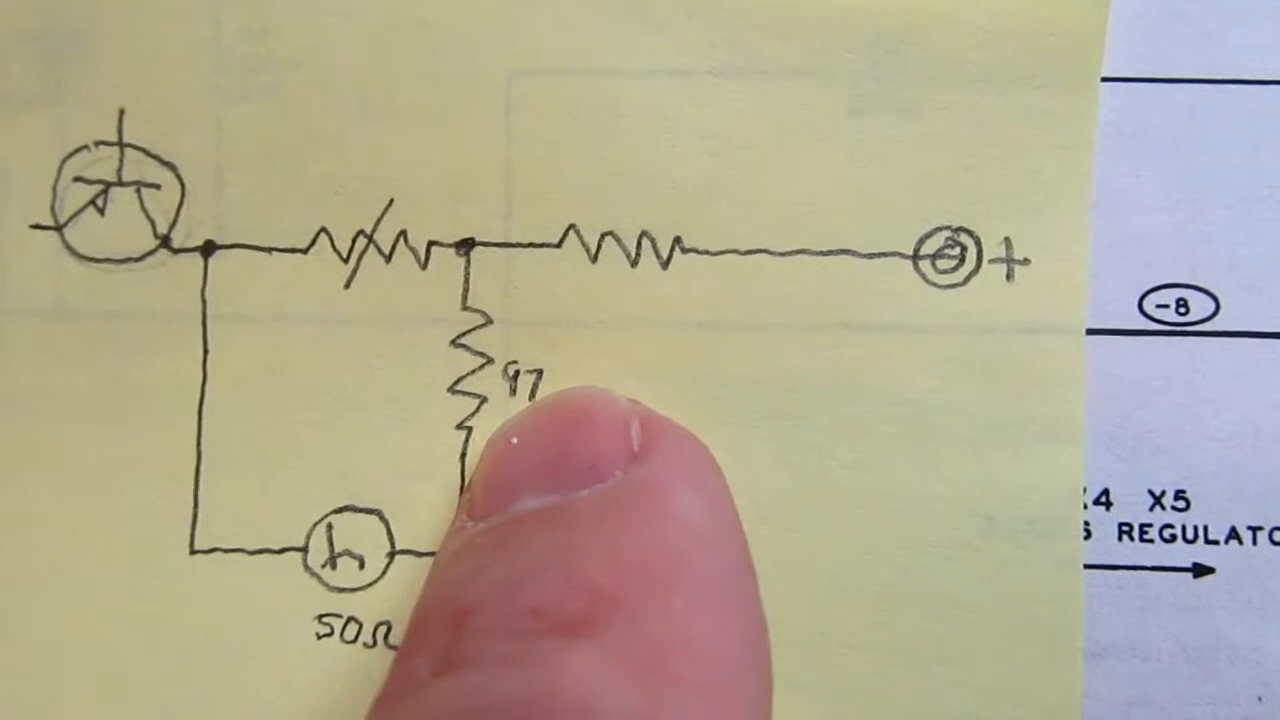 +
97
50Ω
-8
X4 X5
REGULATO